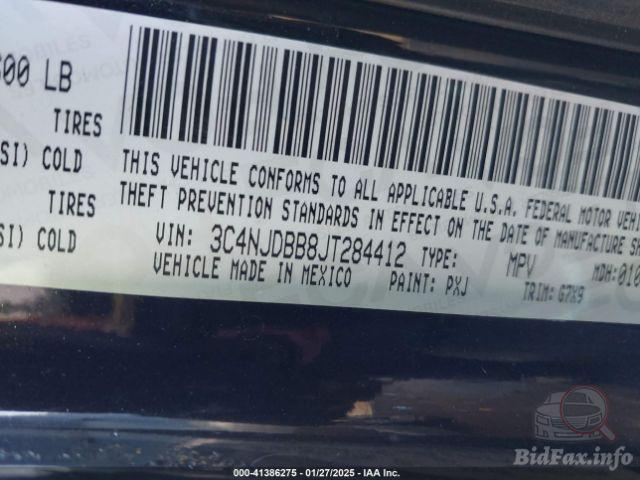 500 LB
TIRES
SI) COLD
TIRES
SI) COLD
THIS VEHICLE CONFORMS TO ALL APPLICABLE U.S.A. FEDERAL MOTOR VEHI
THEFT PREVENTION STANDARDS IN EFFECT ON THE DATE OF MANUFACTURE SH
VIN: 3C4NJDBB8JT284412 TYPE: MPV MDH:010
VEHICLE MADE IN MEXICO PAINT: PXJ TRIM: G7X9
BidFax.info
000-41386275 - 01/27/2025 - IAA Inc.